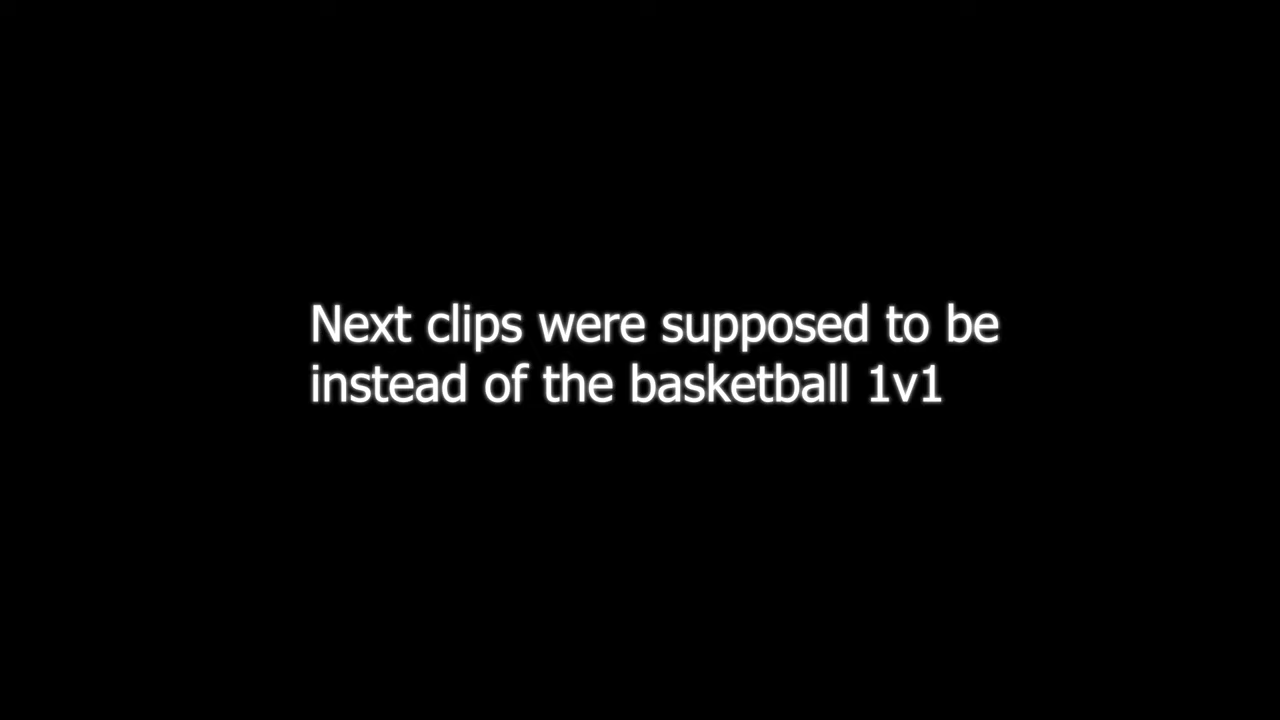 Next clips were supposed to be
instead of the basketball 1v1